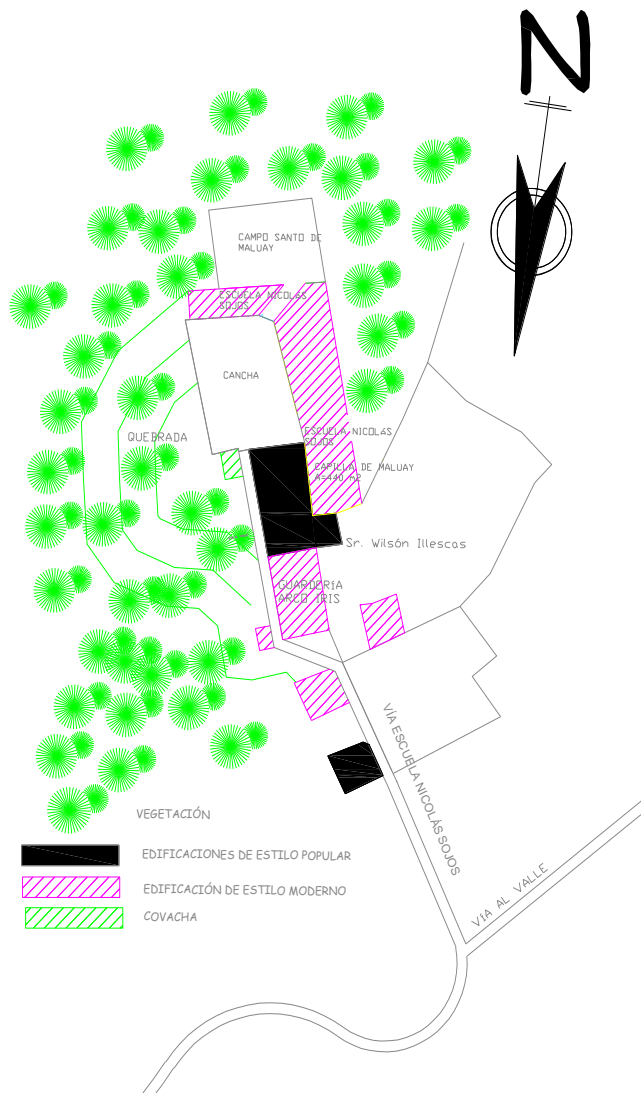 N
CAMPO SANTO DE
MALUAY
ESCUELA NICOLÁS
SOJOS
CANCHA
QUEBRADA
ESCUELA NICOLÁS
SOJOS
CAPILLA DE MALUAY
A=440 m2
Sr. Wilsón Illescas
GUARDERÍA
ARCO IRIS
VÍA ESCUELA NICOLÁS SOJOS
VÍA AL VALLE
VEGETACIÓN
EDIFICACIONES DE ESTILO POPULAR
EDIFICACIÓN DE ESTILO MODERNO
COVACHA